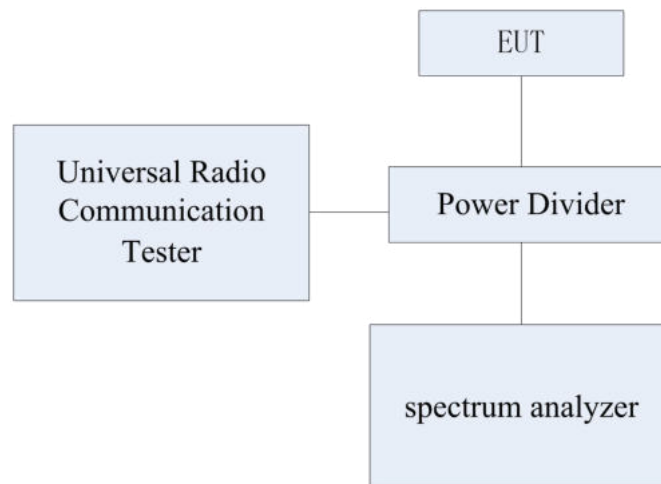 EUT
Universal Radio
Communication
Tester
Power Divider
spectrum analyzer